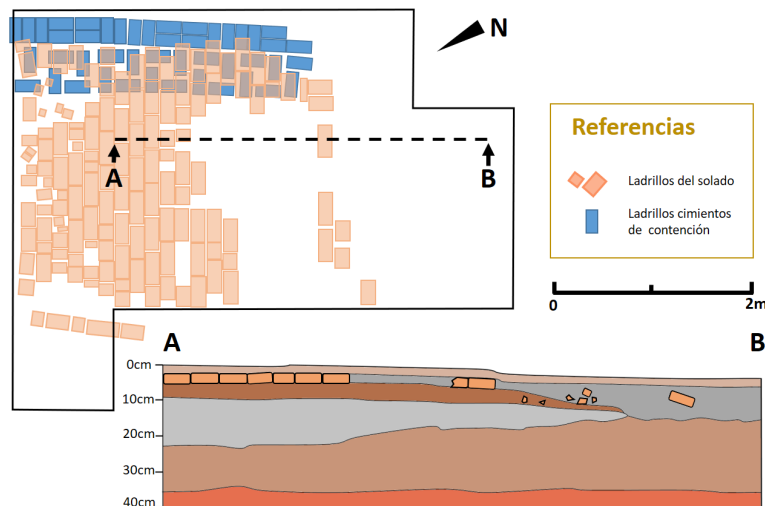 N
A
B
Referencias
Ladrillos del solado
Ladrillos cimientos
de contención
0
2m
A
B
0cm
10cm
20cm
30cm
40cm